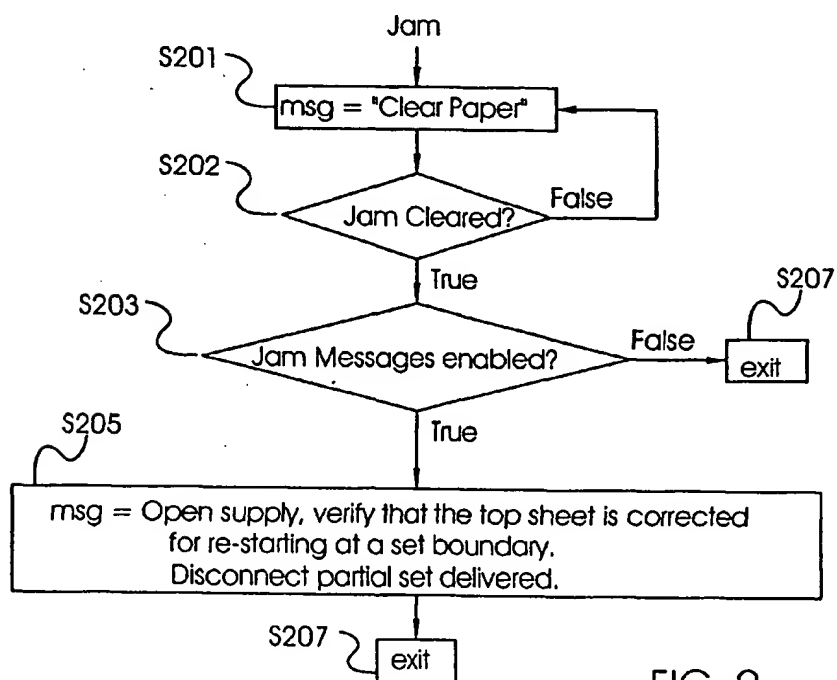 Jam
S201
msg = "Clear Paper"
S202
Jam Cleared?
False
True
S203
Jam Messages enabled?
False
S207
exit
True
S205
msg = Open supply, verify that the top sheet is corrected
for re-starting at a set boundary.
Disconnect partial set delivered.
S207
exit
FIG.